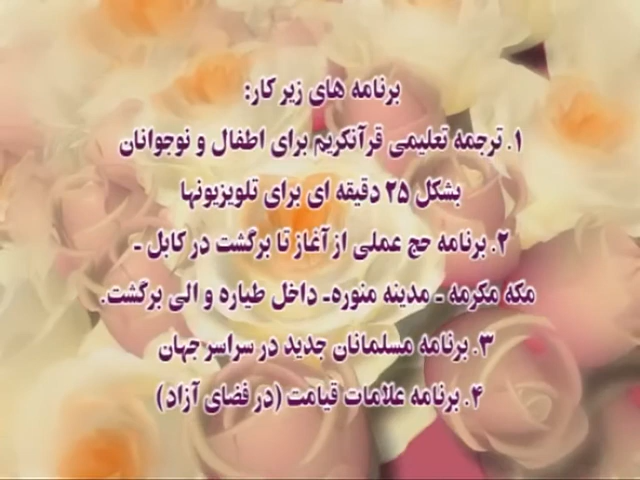 برنامه های زیر کار:
۱. ترجمه تعلیمی قرآنکریم برای اطفال و نوجوانان
بشکل ۲۵ دقیقه ای برای تلویزیونها
۲. برنامه حج عملی از آغاز تا برگشت در کابل -
مکه مکرمه - مدینه منوره- داخل طیاره و الی برگشت.
۳. برنامه مسلمانان جدید در سراسر جهان
۴. برنامه علامات قیامت (در فضای آزاد)